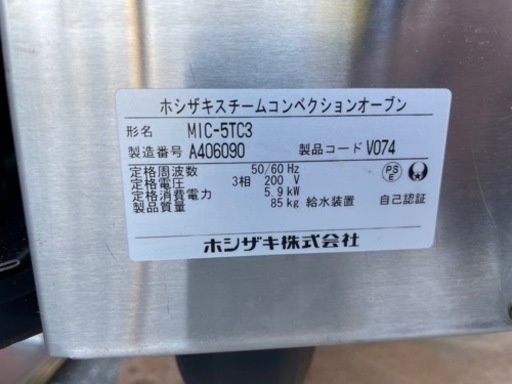 ホシザキスチームコンベクションオーブン
形名 MIC-5TC3
製造番号 A406090 製品コード V074
定格周波数 50/60 Hz
定格電圧 3相 200 V
定格消費電力 5.9 kW
製品質量 85 kg 給水装置 自己認証
PS E
ホシザキ株式会社